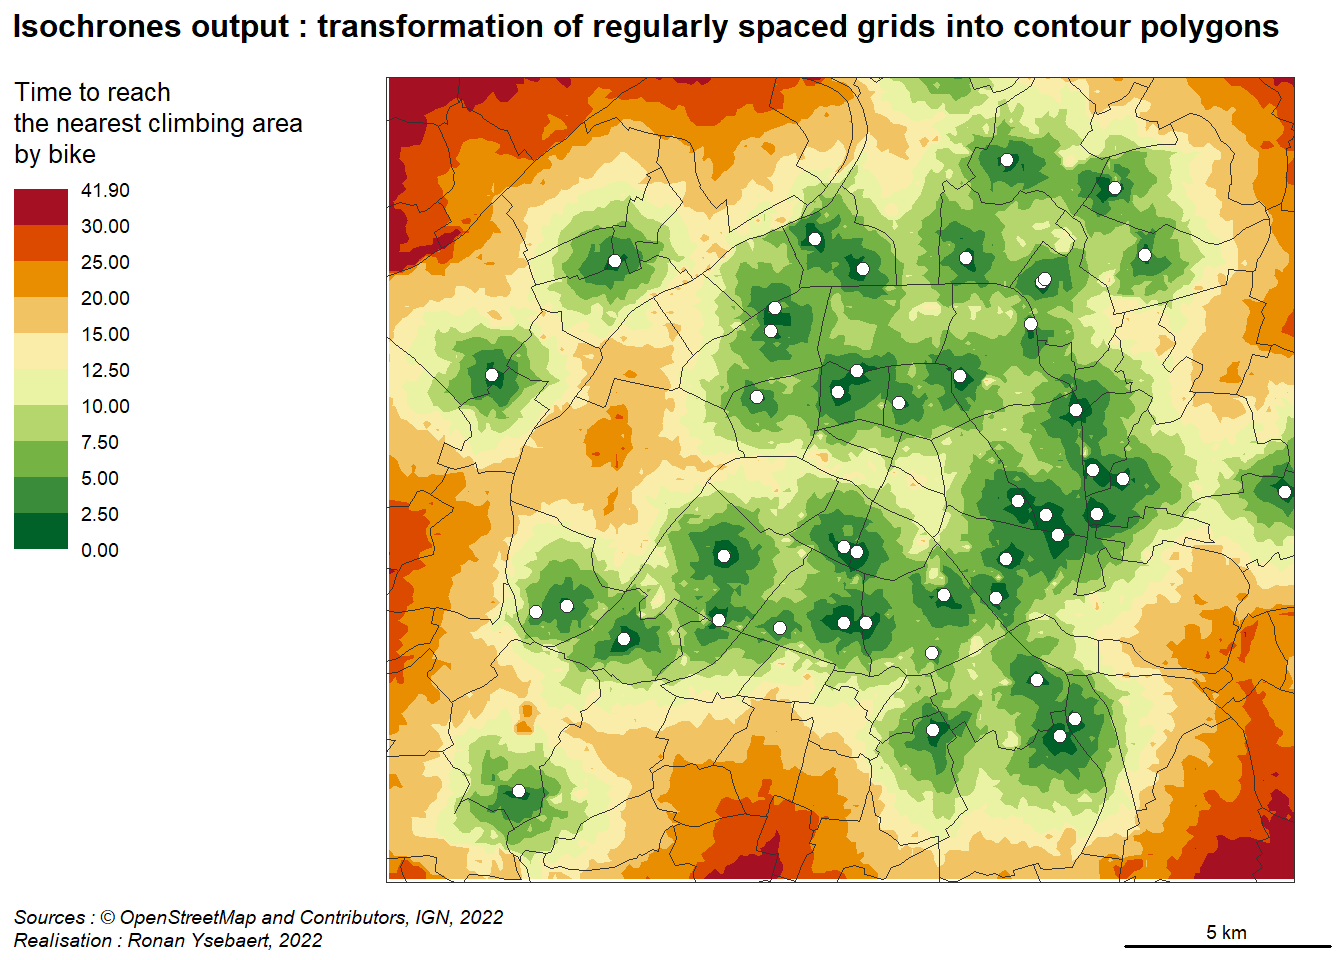 Isochrones output : transformation of regularly spaced grids into contour polygons
Time to reach
the nearest climbing area
by bike
41.90
30.00
25.00
20.00
15.00
12.50
10.00
7.50
5.00
2.50
0.00
Sources : © OpenStreetMap and Contributors, IGN, 2022
Realisation : Ronan Ysebaert, 2022
5 km